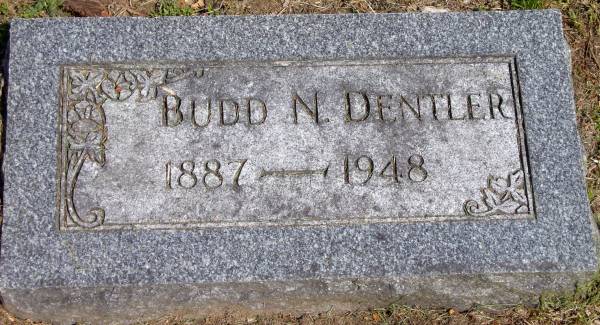 BUDD N. DENTLER
1887 — 1948